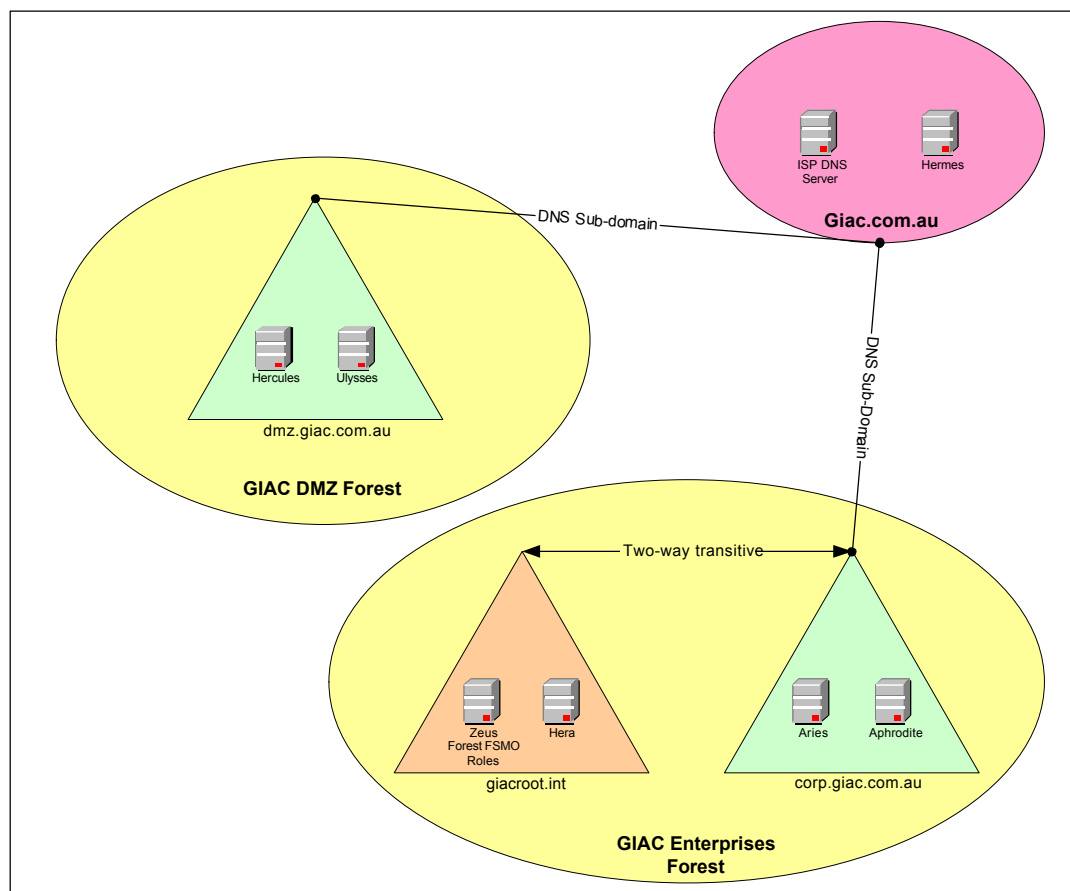 ISP DNS
Server
Hermes
Giac.com.au
DNS Sub-domain
Hercules
Ulysses
dmz.giac.com.au
GIAC DMZ Forest
DNS Sub-Domain
Two-way transitive
Zeus
Forest FSMO
Roles
Hera
giacroot.int
Aries
Aphrodite
corp.giac.com.au
GIAC Enterprises
Forest